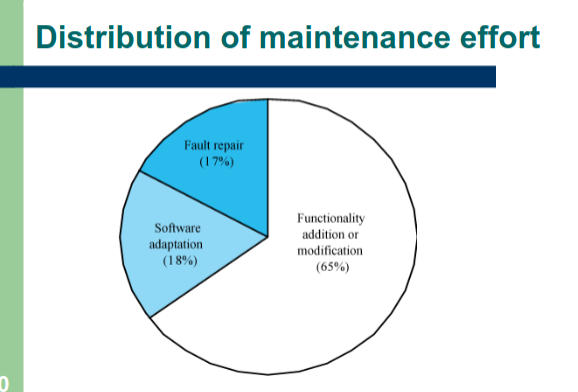 Distribution of maintenance effort
Fault repair
(17%)
Software
adaptation
(18%)
Functionality
addition or
modification
(65%)
0